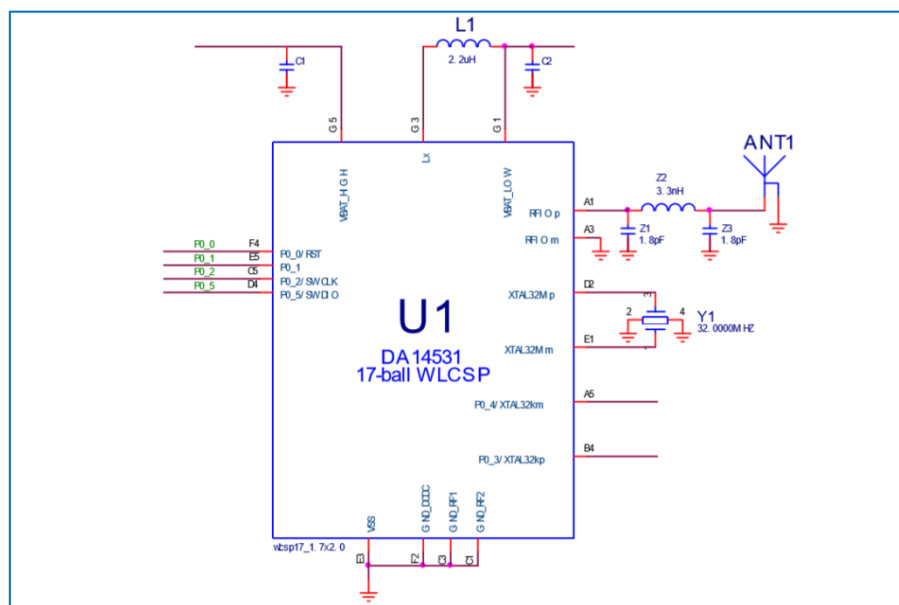 L1
2.2uH
C1
C2
G5
G3
G1
Lx
VBAT_HIGH
VBAT_LOW
ANT1
Z2
3.3nH
A1
RFIOp
Z1
1.8pF
Z3
1.8pF
A3
RFIOm
P0_0 F4 P0_0/RST
P0_1 E5 P0_1
P0_2 C5 P0_2/SWCLK
P0_5 D4 P0_5/SWDIO
D2
XTAL32Mp
3
2
4
Y1
32.0000MHZ
U1
E1
XTAL32Mm
DA14531
17-ball WLCSP
A5
P0_4/XTAL32km
B4
P0_3/XTAL32kp
VSS
GND_DCDC
GND_RF1
GND_RF2
wlcsp17_1.7x2.0
E3
F2
C3
C1